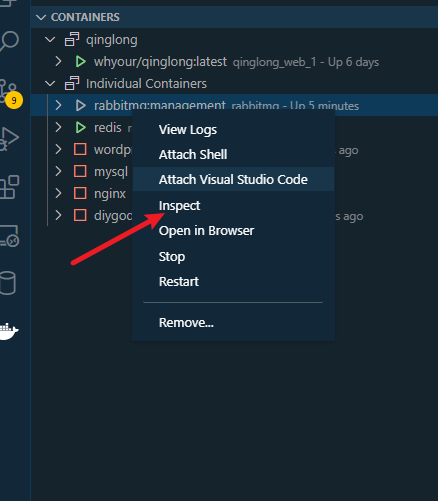 CONTAINERS
qinglong
whyour/qinglong:latest qinglong_web_1 - Up 6 days
Individual Containers
rabbitmq:management rabbitmq - Up 5 minutes
redis
View Logs
ago
Attach Shell
mysql
Attach Visual Studio Code
nginx
Inspect
s ago
Open in Browser
Stop
Restart
Remove...
9